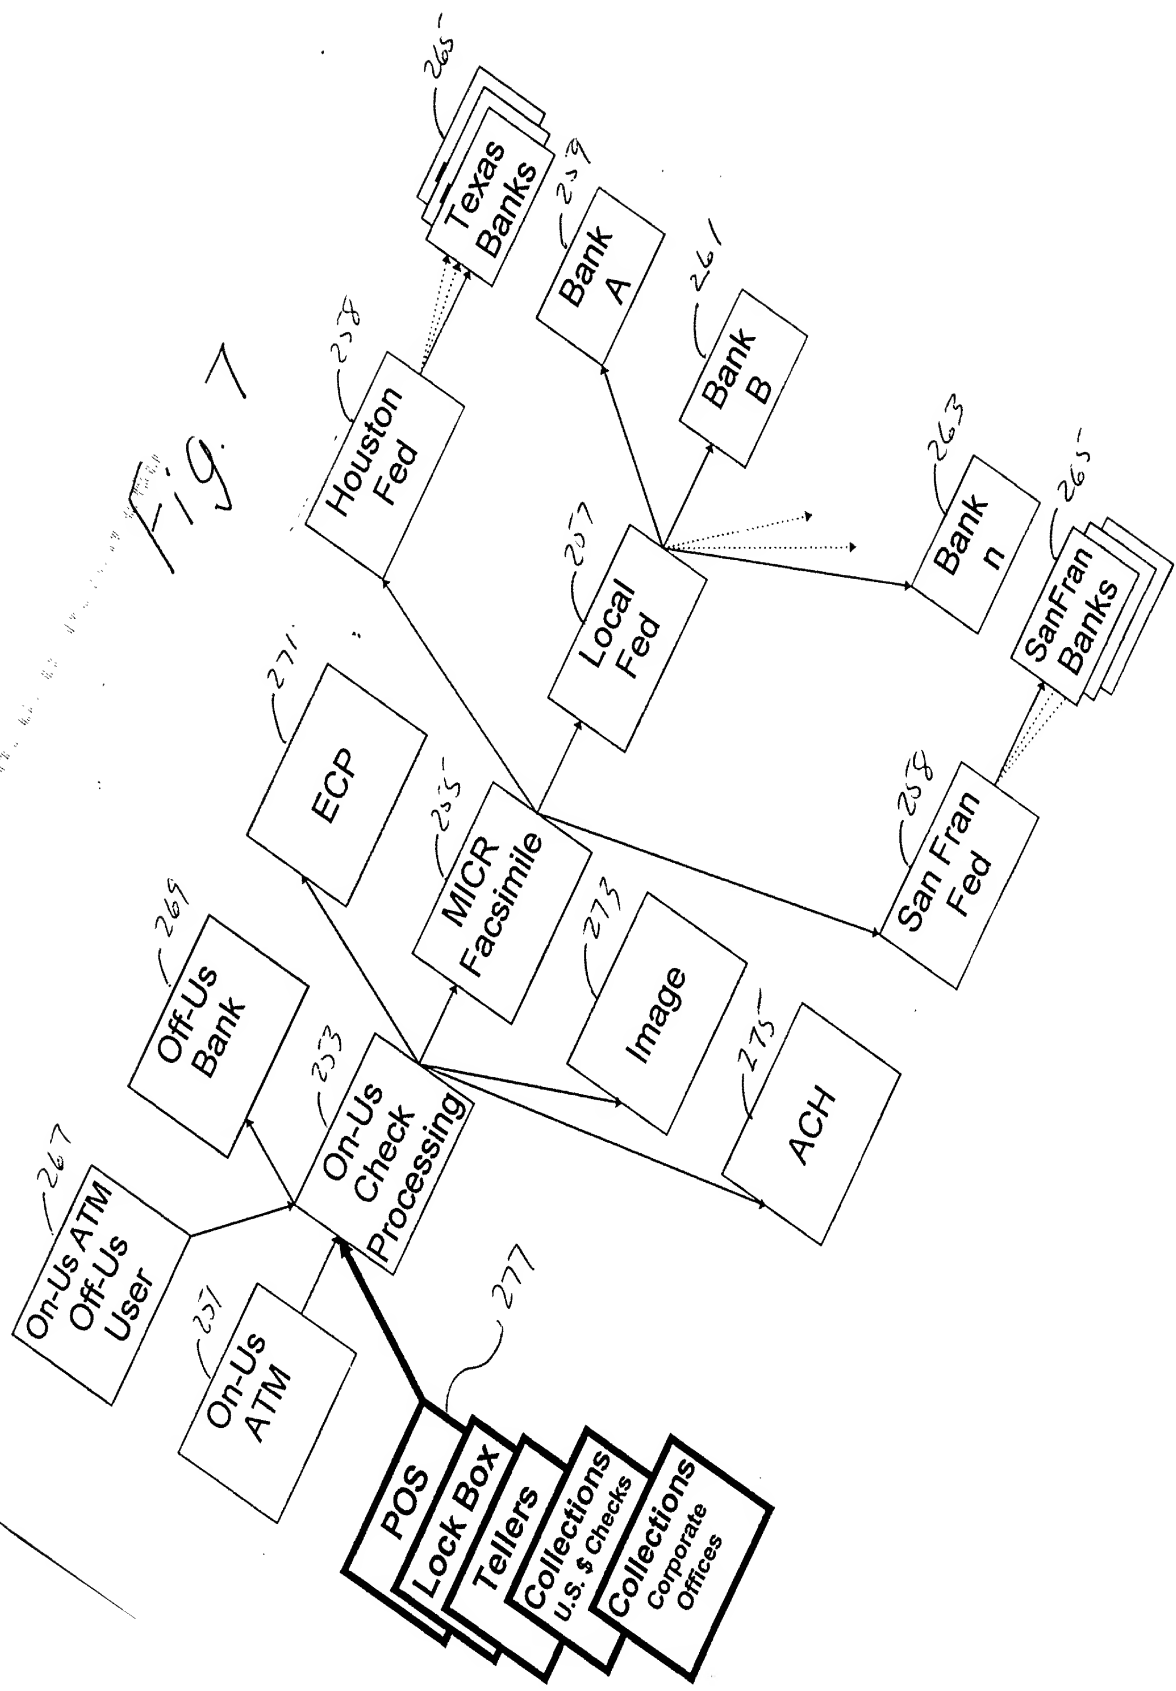 Fig. 7
267
On-Us ATM
Off-Us
User
251
On-Us
ATM
POS
Lock Box
Tellers
Collections
U.S. $ Checks
Collections
Corporate
Offices
277
269
Off-Us
Bank
253
On-Us
Check
Processing
271
ECP
255
MICR
Facsimile
273
Image
275
ACH
258
Houston
Fed
257
Local
Fed
258
San Fran
Fed
265
Texas
Banks
259
Bank
A
261
Bank
B
263
Bank
n
265
SanFran
Banks